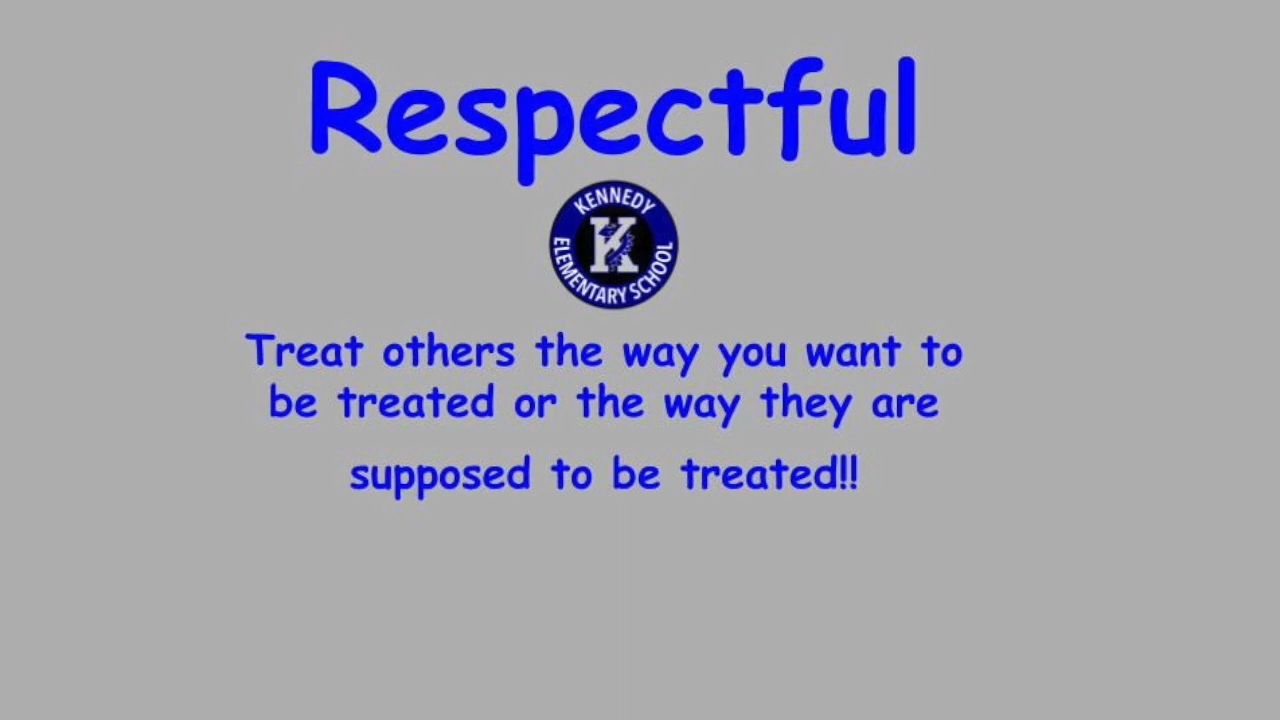 Respectful
KENNEDY
K
ELEMENTARY SCHOOL
Treat others the way you want to
be treated or the way they are
supposed to be treated!!